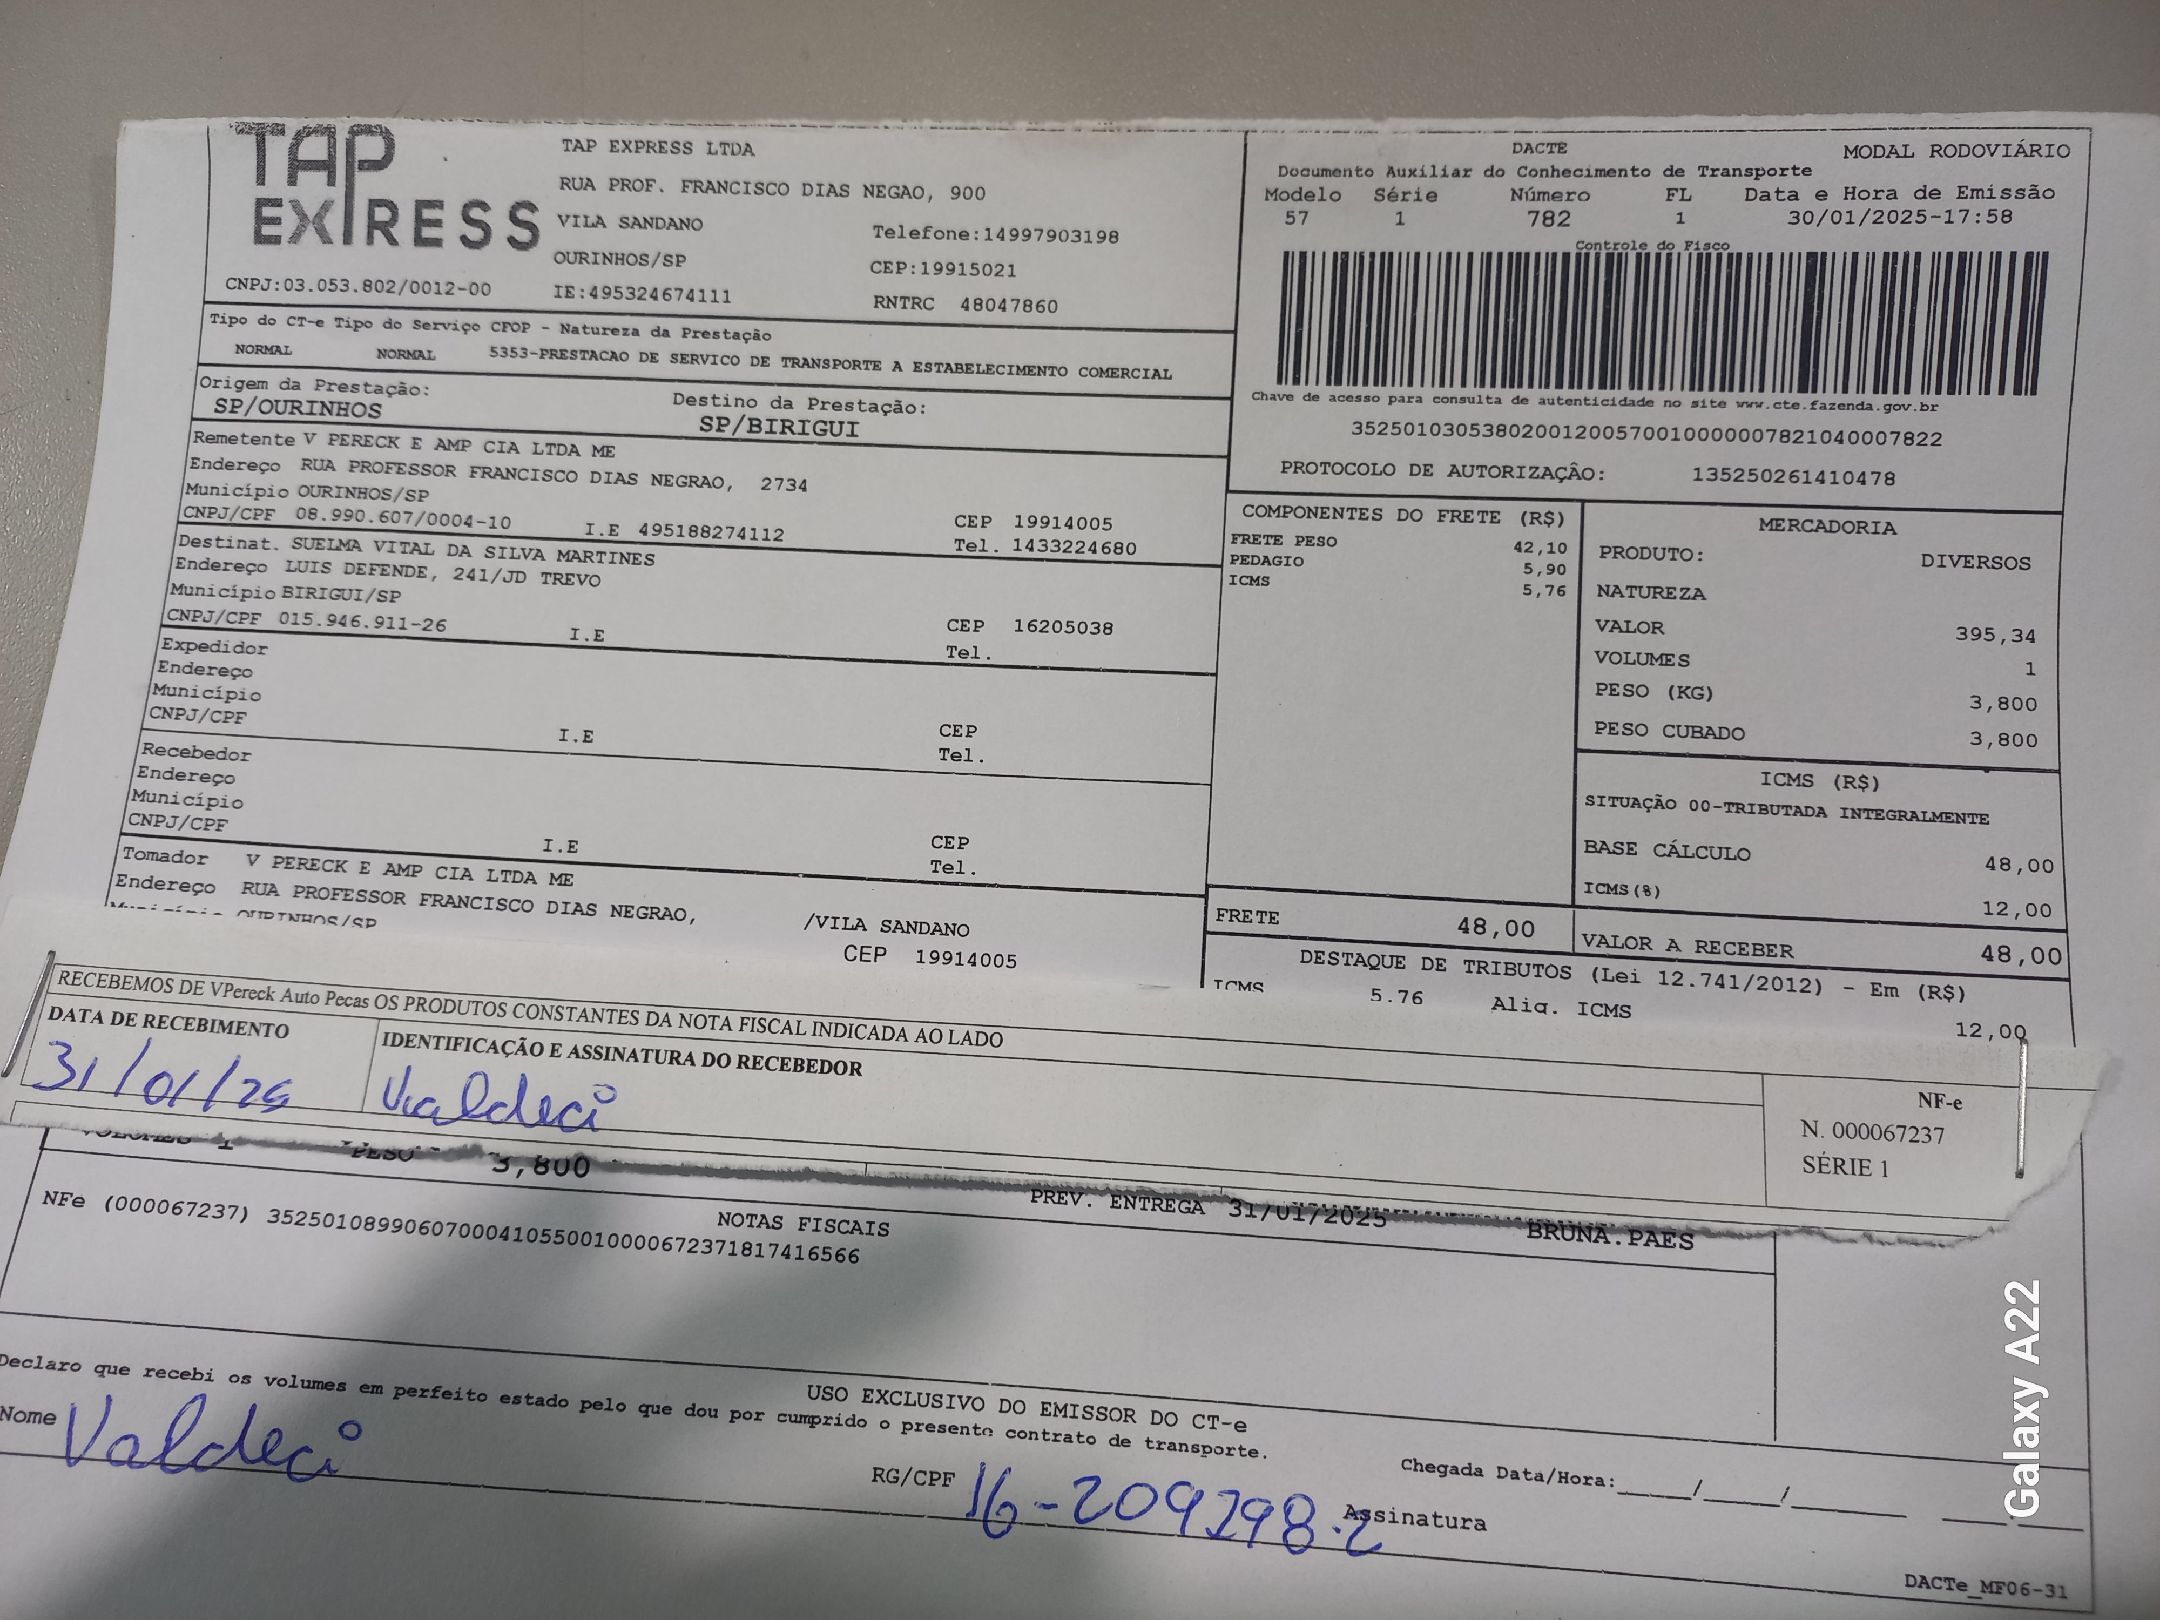 TAP EXPRESS
TAP EXPRESS LTDA
RUA PROF. FRANCISCO DIAS NEGAO, 900
VILA SANDANO
Telefone:14997903198
OURINHOS/SP
CEP:19915021
CNPJ:03.053.802/0012-00
IE:495324674111
RNTRC 48047860
DACTE
MODAL RODOVIÁRIO
Documento Auxiliar do Conhecimento de Transporte
Modelo Série Número FL Data e Hora de Emissão
57 1 782 1 30/01/2025-17:58
Controle do Fisco
Chave de acesso para consulta de autenticidade no site www.cte.fazenda.gov.br
35250103053802001200570010000007821040007822
PROTOCOLO DE AUTORIZAÇÃO: 135250261410478
Tipo do CT-e Tipo do Serviço CFOP - Natureza da Prestação
NORMAL NORMAL 5353-PRESTACAO DE SERVICO DE TRANSPORTE A ESTABELECIMENTO COMERCIAL
Origem da Prestação: Destino da Prestação:
SP/OURINHOS SP/BIRIGUI
Remetente V PERECK E AMP CIA LTDA ME
Endereço RUA PROFESSOR FRANCISCO DIAS NEGRAO, 2734
Município OURINHOS/SP CEP 19914005
CNPJ/CPF 08.990.607/0004-10 I.E 495188274112 Tel. 1433224680
Destinat. SUELMA VITAL DA SILVA MARTINES
Endereço LUIS DEFENDE, 241/JD TREVO
Município BIRIGUI/SP CEP 16205038
CNPJ/CPF 015.946.911-26 I.E Tel.
Expedidor
Endereço
Município CEP
CNPJ/CPF I.E Tel.
Recebedor
Endereço
Município CEP
CNPJ/CPF I.E Tel.
Tomador V PERECK E AMP CIA LTDA ME
Endereço RUA PROFESSOR FRANCISCO DIAS NEGRAO, /VILA SANDANO
Município OURINHOS/SP CEP 19914005
COMPONENTES DO FRETE (R$)
FRETE PESO 42,10
PEDAGIO 5,90
ICMS 5,76
MERCADORIA
PRODUTO: DIVERSOS
NATUREZA
VALOR 395,34
VOLUMES 1
PESO (KG) 3,800
PESO CUBADO 3,800
ICMS (R$)
SITUAÇÃO 00-TRIBUTADA INTEGRALMENTE
BASE CÁLCULO 48,00
ICMS(%) 12,00
FRETE 48,00
VALOR A RECEBER 48,00
DESTAQUE DE TRIBUTOS (Lei 12.741/2012) - Em (R$)
ICMS 5.76 Aliq. ICMS 12,00
RECEBEMOS DE VPereck Auto Pecas OS PRODUTOS CONSTANTES DA NOTA FISCAL INDICADA AO LADO
DATA DE RECEBIMENTO IDENTIFICAÇÃO E ASSINATURA DO RECEBEDOR
31/01/25 Valdeci
NF-e
N. 000067237
SÉRIE 1
VOLUMES 1 PESO 3,800
PREV. ENTREGA 31/01/2025 BRUNA.PAES
NOTAS FISCAIS
NFe (000067237) 35250108990607000410550010000672371817416566
USO EXCLUSIVO DO EMISSOR DO CT-e
Declaro que recebi os volumes em perfeito estado pelo que dou por cumprido o presente contrato de transporte.
Nome Valdeci
RG/CPF 16-209298-2
Chegada Data/Hora:_____/_____/_______
Assinatura
DACTe_MF06-31
Galaxy A22